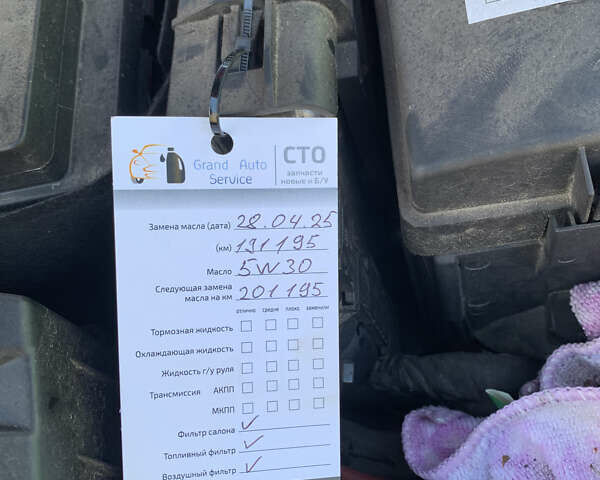 Grand Auto
Service
СТО
запчасти
новые и Б/У
Замена масла (дата) 28.04.25
(км) 191195
Масло 5W30
Следующая замена
масла на км 201195
отлично средне плохо заменили
Тормозная жидкость
Охлаждающая жидкость
Жидкость г/у руля
Трансмиссия АКПП
МКПП
Фильтр салона ✓
Топливный фильтр ✓
Воздушный фильтр ✓